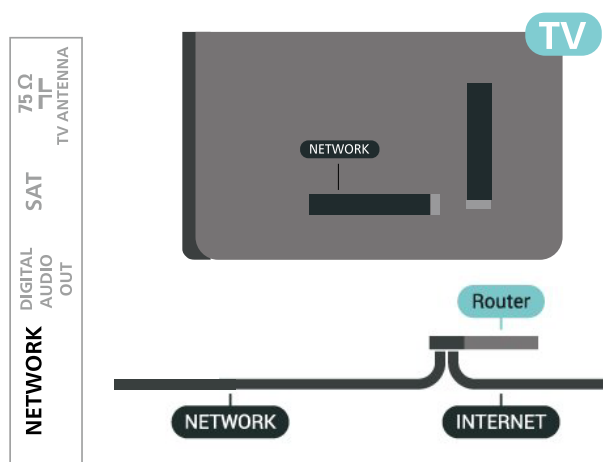 TV
75 Ω
TV ANTENNA
SAT
DIGITAL
AUDIO
OUT
NETWORK
NETWORK
Router
NETWORK
INTERNET